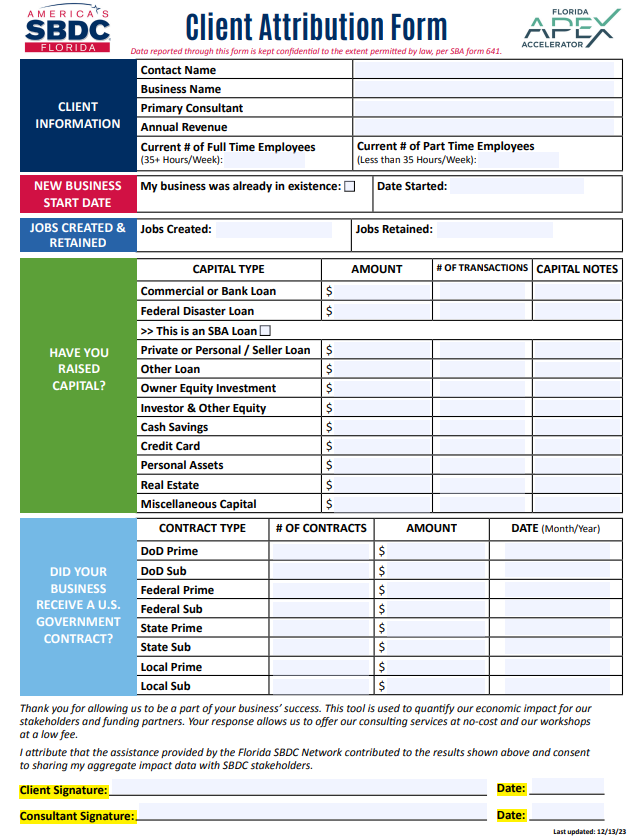 AMERICA'S
SBDC
FLORIDA
Client Attribution Form
Data reported through this form is kept confidential to the extent permitted by law, per SBA form 641.
FLORIDA
APEX
ACCELERATOR
CLIENT
INFORMATION
Contact Name
Business Name
Primary Consultant
Annual Revenue
Current # of Full Time Employees
(35+ Hours/Week):
Current # of Part Time Employees
(Less than 35 Hours/Week):
NEW BUSINESS
START DATE
My business was already in existence:
Date Started:
JOBS CREATED &
RETAINED
Jobs Created:
Jobs Retained:
HAVE YOU
RAISED
CAPITAL?
CAPITAL TYPE AMOUNT # OF TRANSACTIONS CAPITAL NOTES
Commercial or Bank Loan $
Federal Disaster Loan $
>> This is an SBA Loan
Private or Personal / Seller Loan $
Other Loan $
Owner Equity Investment $
Investor & Other Equity $
Cash Savings $
Credit Card $
Personal Assets $
Real Estate $
Miscellaneous Capital $
DID YOUR
BUSINESS
RECEIVE A U.S.
GOVERNMENT
CONTRACT?
CONTRACT TYPE # OF CONTRACTS AMOUNT DATE (Month/Year)
DoD Prime $
DoD Sub $
Federal Prime $
Federal Sub $
State Prime $
State Sub $
Local Prime $
Local Sub $
Thank you for allowing us to be a part of your business' success. This tool is used to quantify our economic impact for our
stakeholders and funding partners. Your response allows us to offer our consulting services at no-cost and our workshops
at a low fee.
I attribute that the assistance provided by the Florida SBDC Network contributed to the results shown above and consent
to sharing my aggregate impact data with SBDC stakeholders.
Client Signature: Date:
Consultant Signature: Date:
Last updated: 12/13/23